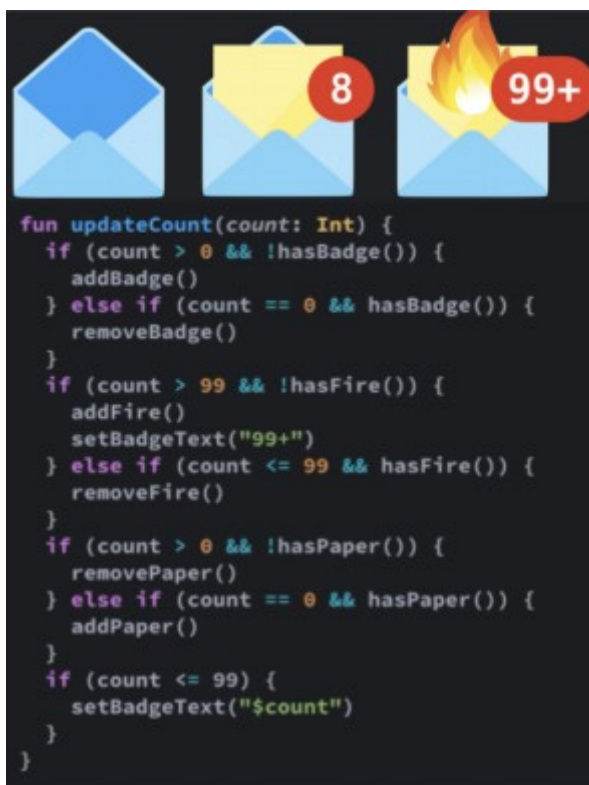 8
99+
fun updateCount(count: Int) {
  if (count > 0 && !hasBadge()) {
    addBadge()
  } else if (count == 0 && hasBadge()) {
    removeBadge()
  }
  if (count > 99 && !hasFire()) {
    addFire()
    setBadgeText("99+")
  } else if (count <= 99 && hasFire()) {
    removeFire()
  }
  if (count > 0 && !hasPaper()) {
    removePaper()
  } else if (count == 0 && hasPaper()) {
    addPaper()
  }
  if (count <= 99) {
    setBadgeText("$count")
  }
}